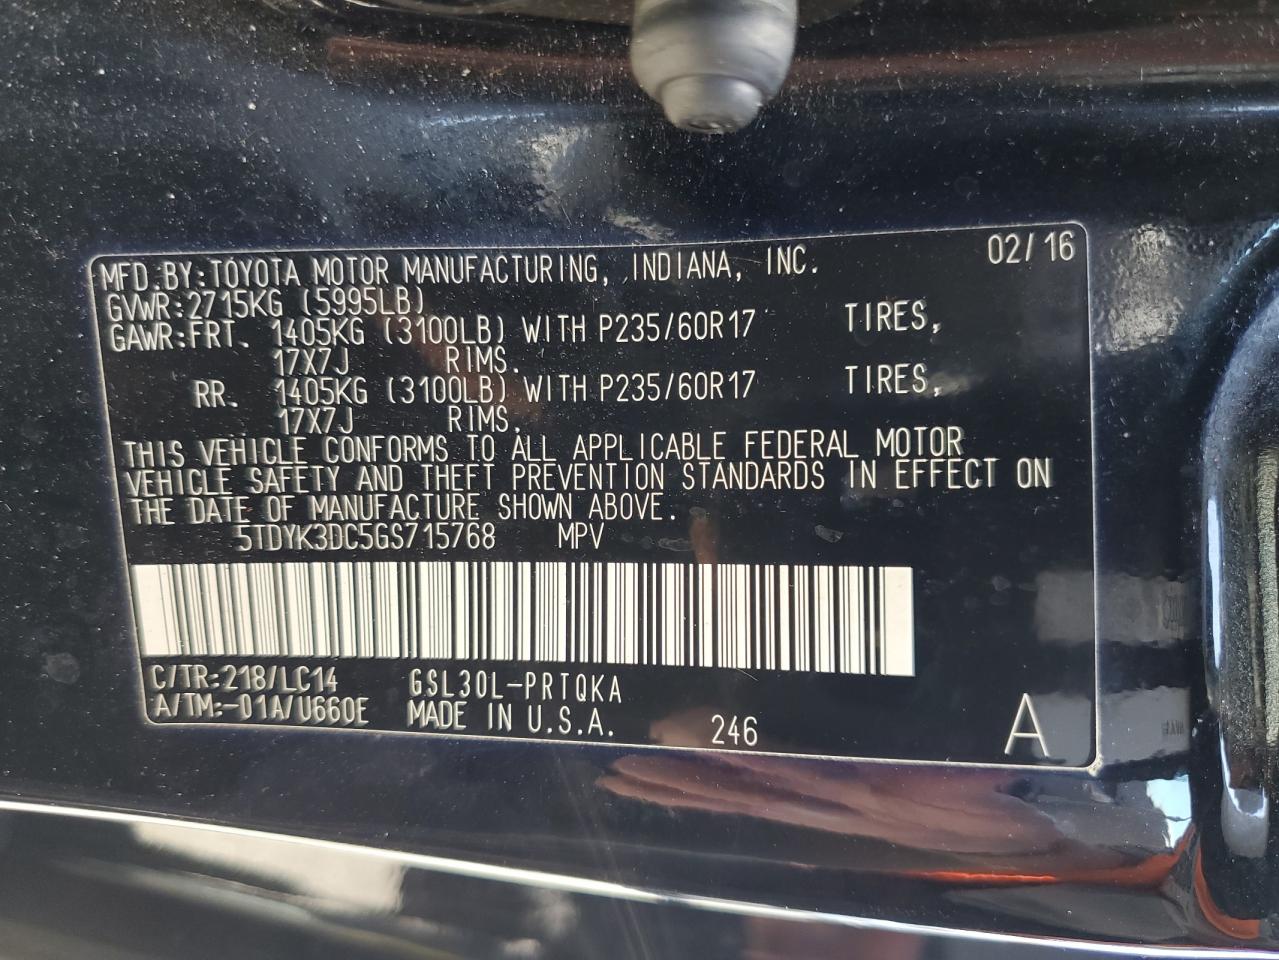 MFD.BY:TOYOTA MOTOR MANUFACTURING, INDIANA, INC. 02/16
GVWR:2715KG (5995LB)
GAWR:FRT. 1405KG (3100LB) WITH P235/60R17 TIRES,
17X7J RIMS.
RR. 1405KG (3100LB) WITH P235/60R17 TIRES,
17X7J RIMS.
THIS VEHICLE CONFORMS TO ALL APPLICABLE FEDERAL MOTOR
VEHICLE SAFETY AND THEFT PREVENTION STANDARDS IN EFFECT ON
THE DATE OF MANUFACTURE SHOWN ABOVE.
5TDYK3DC5GS715768 MPV
C/TR:218/LC14 GSL30L-PRTQKA
A/TM:-01A/U660E MADE IN U.S.A. 246 A